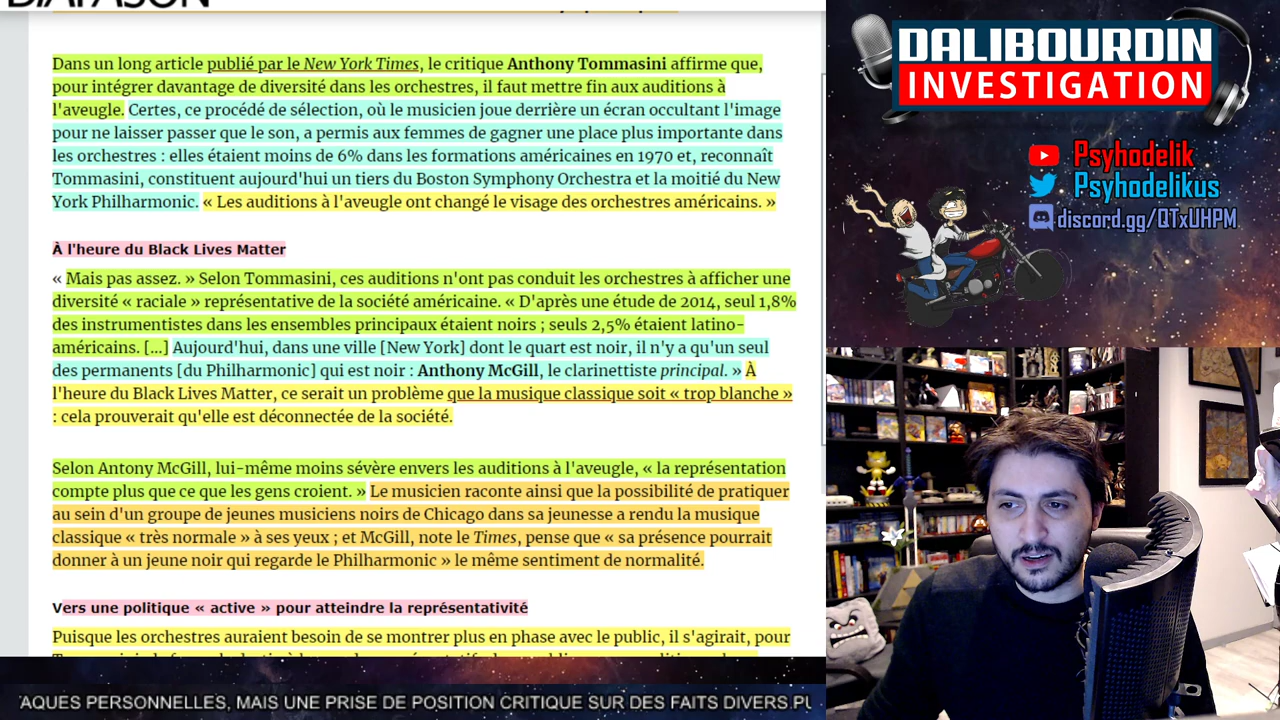 DIAPASON
Dans un long article publié par le New York Times, le critique Anthony Tommasini affirme que,
pour intégrer davantage de diversité dans les orchestres, il faut mettre fin aux auditions à
l'aveugle. Certes, ce procédé de sélection, où le musicien joue derrière un écran occultant l'image
pour ne laisser passer que le son, a permis aux femmes de gagner une place plus importante dans
les orchestres : elles étaient moins de 6% dans les formations américaines en 1970 et, reconnaît
Tommasini, constituent aujourd'hui un tiers du Boston Symphony Orchestra et la moitié du New
York Philharmonic. « Les auditions à l'aveugle ont changé le visage des orchestres américains. »
À l'heure du Black Lives Matter
« Mais pas assez. » Selon Tommasini, ces auditions n'ont pas conduit les orchestres à afficher une
diversité « raciale » représentative de la société américaine. « D'après une étude de 2014, seul 1,8%
des instrumentistes dans les ensembles principaux étaient noirs ; seuls 2,5% étaient latino-
américains. [...] Aujourd'hui, dans une ville [New York] dont le quart est noir, il n'y a qu'un seul
des permanents [du Philharmonic] qui est noir : Anthony McGill, le clarinettiste principal. » À
l'heure du Black Lives Matter, ce serait un problème que la musique classique soit « trop blanche »
: cela prouverait qu'elle est déconnectée de la société.
Selon Antony McGill, lui-même moins sévère envers les auditions à l'aveugle, « la représentation
compte plus que ce que les gens croient. » Le musicien raconte ainsi que la possibilité de pratiquer
au sein d'un groupe de jeunes musiciens noirs de Chicago dans sa jeunesse a rendu la musique
classique « très normale » à ses yeux ; et McGill, note le Times, pense que « sa présence pourrait
donner à un jeune noir qui regarde le Philharmonic » le même sentiment de normalité.
Vers une politique « active » pour atteindre la représentativité
Puisque les orchestres auraient besoin de se montrer plus en phase avec le public, il s'agirait, pour
AQUES PERSONNELLES, MAIS UNE PRISE DE POSITION CRITIQUE SUR DES FAITS DIVERS.PU
DALIBOURDIN
INVESTIGATION
Psyhodelik
Psyhodelikus
discord.gg/QTxUHPM